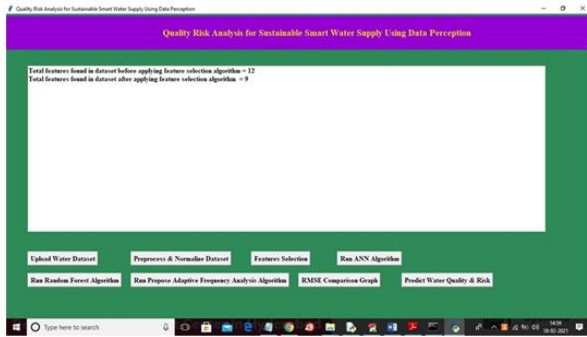 Quality Risk Analysis for Sustainable Smart Water Supply Using Data Perception
Quality Risk Analysis for Sustainable Smart Water Supply Using Data Perception
Total features found in dataset before applying feature selection algorithm = 12
Total features found in dataset after applying feature selection algorithm = 9
Upload Water Dataset Preprocess & Normalize Dataset Features Selection Run ANN Algorithm
Run Random Forest Algorithm Run Propose Adaptive Frequency Analysis Algorithm RMSE Comparison Graph Predict Water Quality & Risk
Type here to search
14:59
16-02-2021